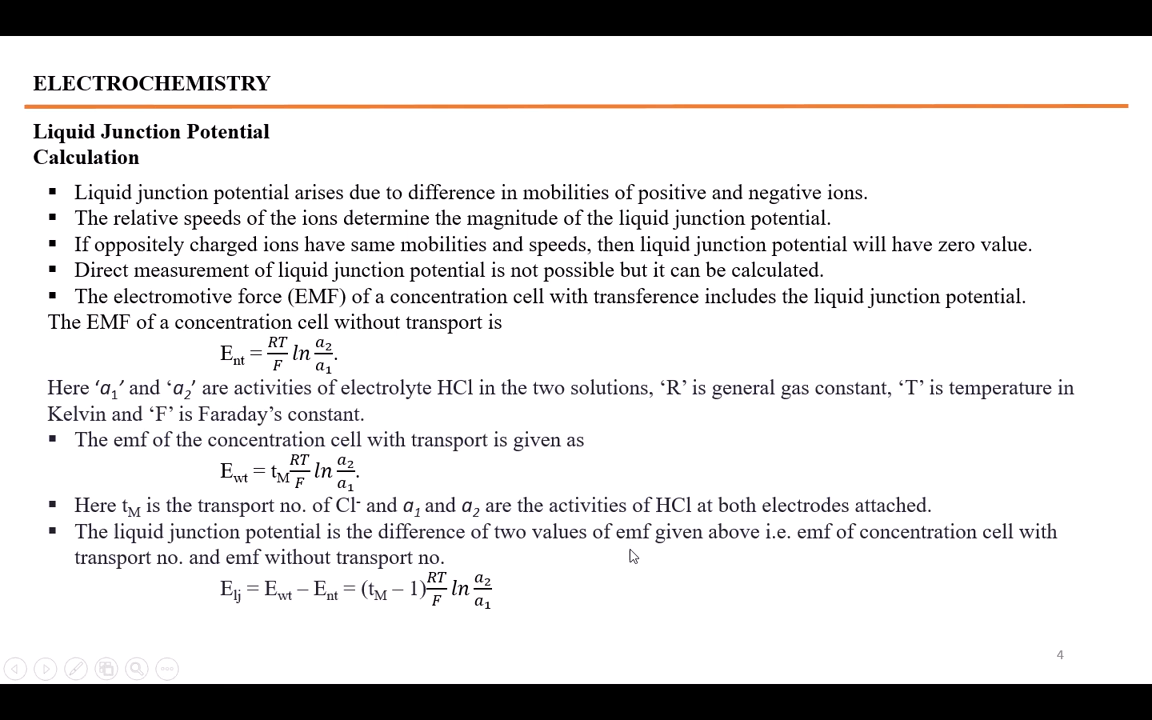 ELECTROCHEMISTRY
Liquid Junction Potential
Calculation
▪ Liquid junction potential arises due to difference in mobilities of positive and negative ions.
▪ The relative speeds of the ions determine the magnitude of the liquid junction potential.
▪ If oppositely charged ions have same mobilities and speeds, then liquid junction potential will have zero value.
▪ Direct measurement of liquid junction potential is not possible but it can be calculated.
▪ The electromotive force (EMF) of a concentration cell with transference includes the liquid junction potential.
The EMF of a concentration cell without transport is
E_nt = RT/F ln a₂/a₁.
Here ‘a₁’ and ‘a₂’ are activities of electrolyte HCl in the two solutions, ‘R’ is general gas constant, ‘T’ is temperature in
Kelvin and ‘F’ is Faraday’s constant.
▪ The emf of the concentration cell with transport is given as
E_wt = t_M RT/F ln a₂/a₁.
▪ Here t_M is the transport no. of Cl⁻ and a₁ and a₂ are the activities of HCl at both electrodes attached.
▪ The liquid junction potential is the difference of two values of emf given above i.e. emf of concentration cell with
transport no. and emf without transport no.
E_lj = E_wt – E_nt = (t_M – 1) RT/F ln a₂/a₁
4